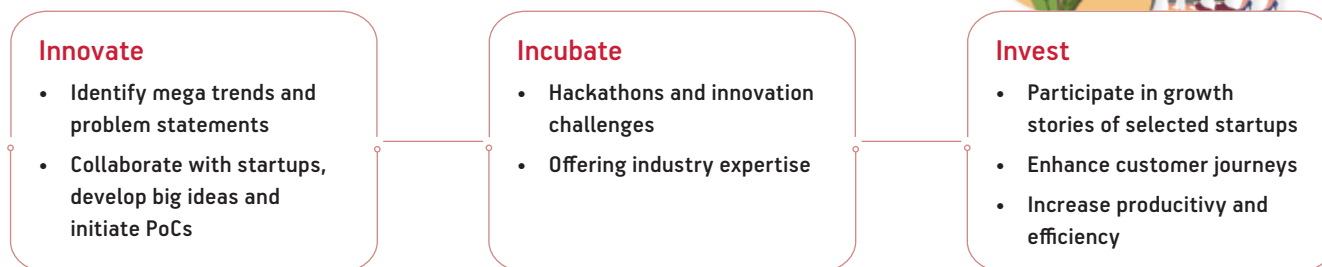 Innovate
• Identify mega trends and
problem statements
• Collaborate with startups,
develop big ideas and
initiate PoCs
Incubate
• Hackathons and innovation
challenges
• Offering industry expertise
Invest
• Participate in growth
stories of selected startups
• Enhance customer journeys
• Increase producitivy and
efficiency